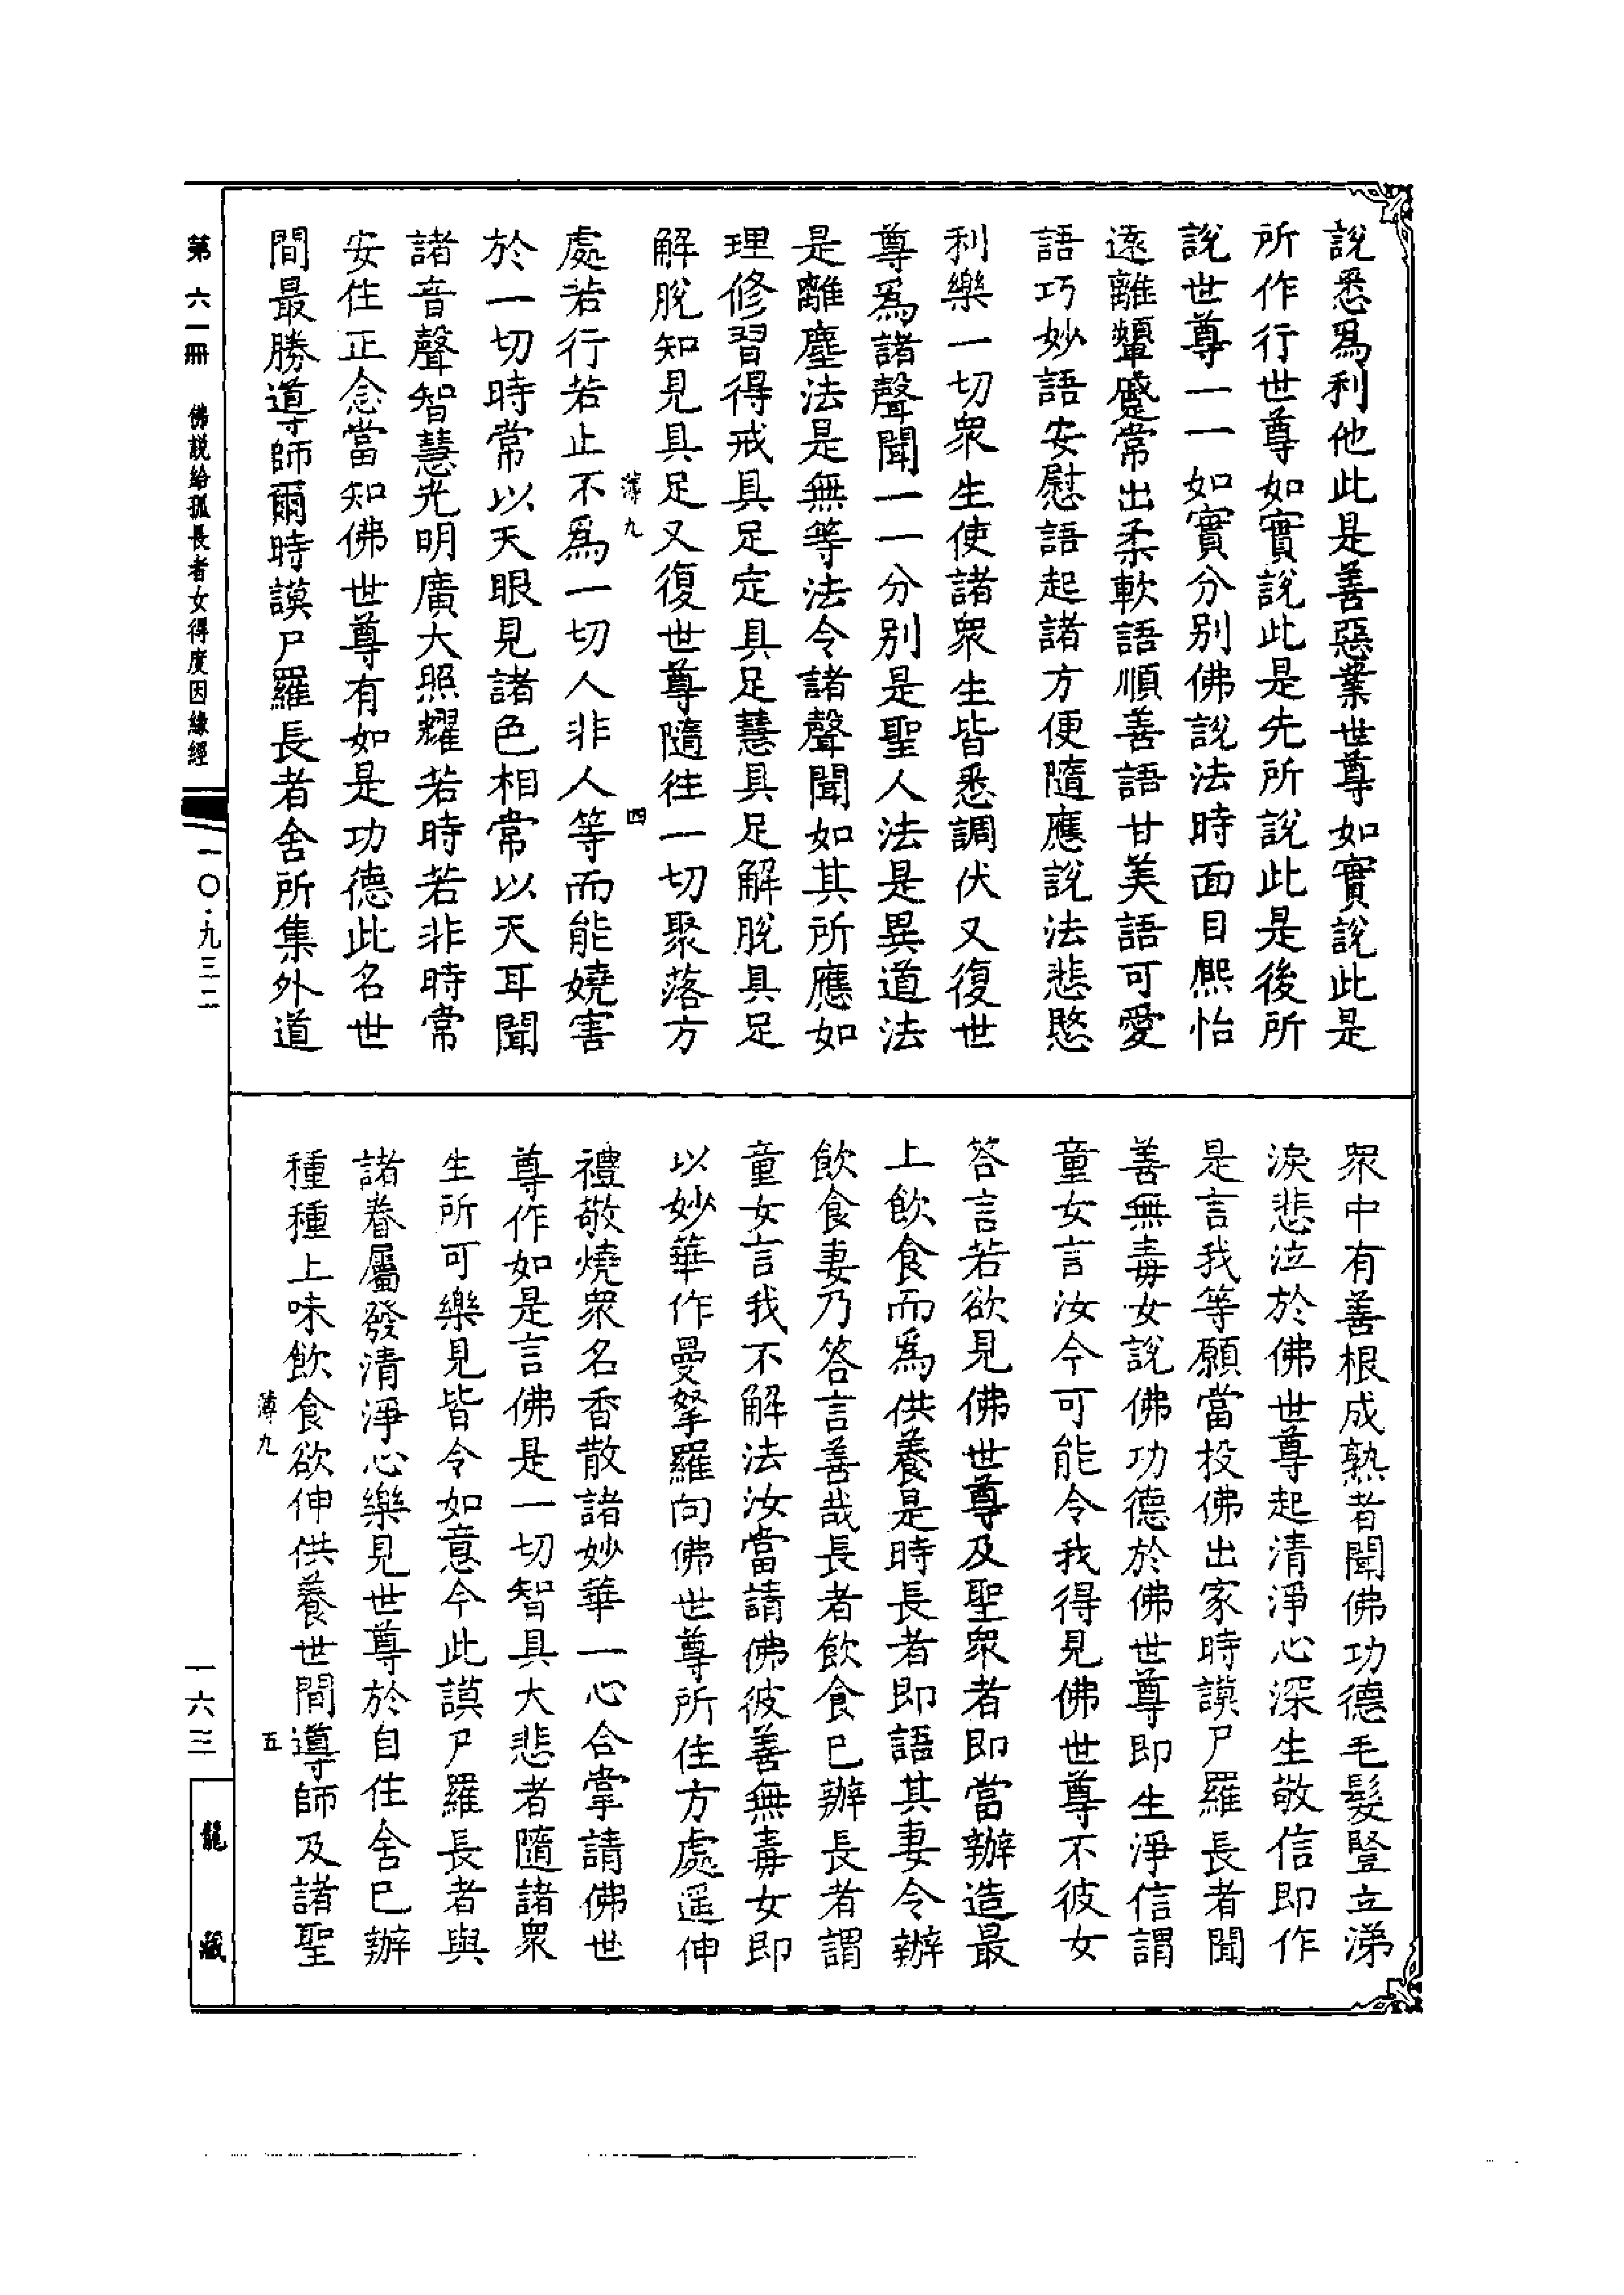 說悉爲利他此是善惡業世尊如實說此是
所作行世尊如實說此是先所說此是後所
說世尊一一如實分別佛說法時面目熈怡
遠離顰蹙常出柔軟語順善語甘美語可愛
語巧妙語安慰語起諸方便隨應說法悲愍
利樂一切衆生使諸衆生皆悉調伏又復世
尊爲諸聲聞一一分別是聖人法是異道法
是離塵法是無等法令諸聲聞如其所應如
理修習得戒具足定具足慧具足解脫具足
解脫知見具足又復世尊隨往一切聚落方
薄九
四
處若行若止不爲一切人非人等而能嬈害
於一切時常以天眼見諸色相常以天耳聞
諸音聲智慧光明廣大照耀若時若非時常
安住正念當知佛世尊有如是功德此名世
間最勝導師爾時謨尸羅長者舍所集外道
衆中有善根成熟者聞佛功德毛髮豎立涕
淚悲泣於佛世尊起清淨心深生敬信即作
是言我等願當投佛出家時謨尸羅長者聞
善無毒女說佛功德於佛世尊即生淨信謂
童女言汝今可能令我得見佛世尊不彼女
答言若欲見佛世尊及聖衆者即當辦造最
上飲食而爲供養是時長者即語其妻令辦
飲食妻乃答言善哉長者飲食已辦長者謂
童女言我不解法汝當請佛彼善無毒女即
以妙華作曼拏羅向佛世尊所住方處遥伸
禮敬燒衆名香散諸妙華一心合掌請佛世
尊作如是言佛是一切智具大悲者隨諸衆
生所可樂見皆令如意今此謨尸羅長者與
諸眷屬發清淨心樂見世尊於自住舍已辦
種種上味飲食欲伸供養世間導師及諸聖
薄九
五
第六一冊 佛說給孤長者女得度因緣經
一〇·九三二
一六三
龍藏